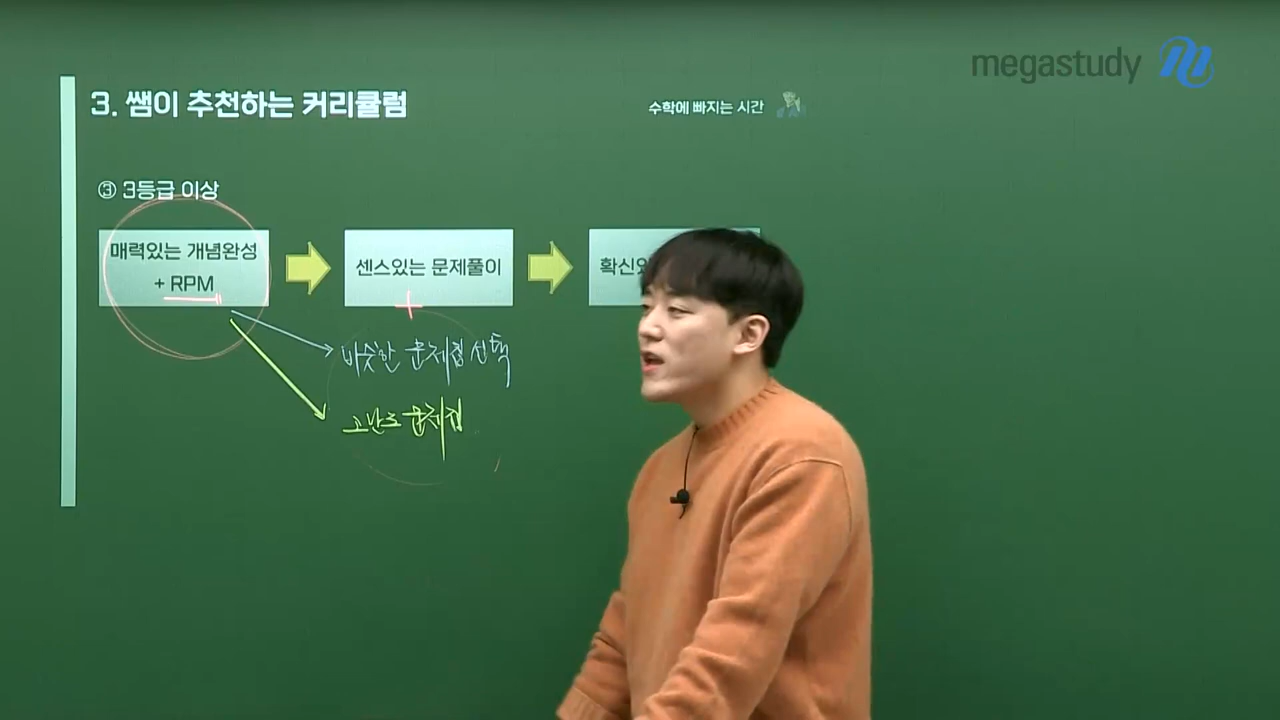 megastudy
3. 쌤이 추천하는 커리큘럼
수학에 빠지는 시간
③ 3등급 이상
매력있는 개념완성
+ RPM
센스있는 문제풀이
+
비슷한 문제집 선택
고난도 문제집